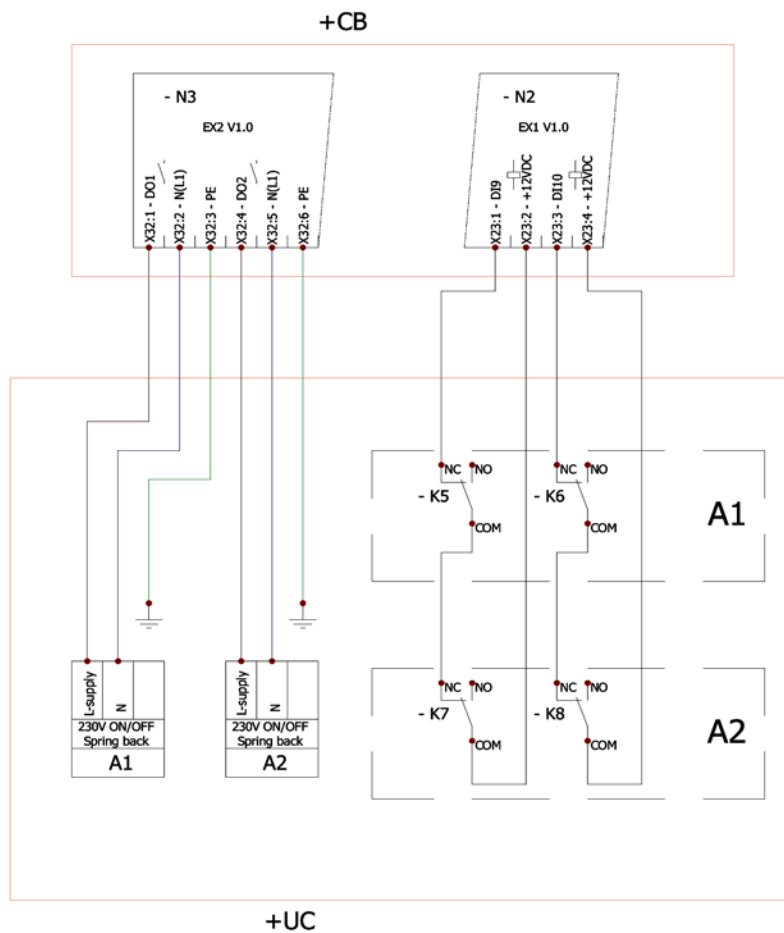 +CB
- N3
- N2
EX2 V1.0
EX1 V1.0
X32:1 - DO1
X32:2 - N(L1)
X32:3 - PE
X32:4 - DO2
X32:5 - N(L1)
X32:6 - PE
X23:1 - DI9
X23:2 - +12VDC
X23:3 - DI10
X23:4 - +12VDC
NC
NO
- K5
COM
NC
NO
- K6
COM
A1
L-supply
N
230V ON/OFF
Spring back
A1
L-supply
N
230V ON/OFF
Spring back
A2
NC
NO
- K7
COM
NC
NO
- K8
COM
A2
+UC